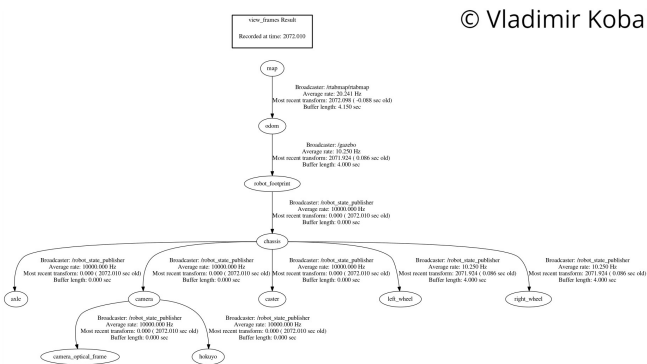 view_frames Result
Recorded at time: 2072.010
© Vladimir Koba
map
Broadcaster: /rtabmap/rtabmap
Average rate: 20.241 Hz
Most recent transform: 2072.098 ( -0.088 sec old)
Buffer length: 4.150 sec
odom
Broadcaster: /gazebo
Average rate: 10.250 Hz
Most recent transform: 2071.924 ( 0.086 sec old)
Buffer length: 4.000 sec
robot_footprint
Broadcaster: /robot_state_publisher
Average rate: 10000.000 Hz
Most recent transform: 0.000 ( 2072.010 sec old)
Buffer length: 0.000 sec
chassis
Broadcaster: /robot_state_publisher
Average rate: 10000.000 Hz
Most recent transform: 0.000 ( 2072.010 sec old)
Buffer length: 0.000 sec
Broadcaster: /robot_state_publisher
Average rate: 10000.000 Hz
Most recent transform: 0.000 ( 2072.010 sec old)
Buffer length: 0.000 sec
Broadcaster: /robot_state_publisher
Average rate: 10000.000 Hz
Most recent transform: 0.000 ( 2072.010 sec old)
Buffer length: 0.000 sec
Broadcaster: /robot_state_publisher
Average rate: 10.250 Hz
Most recent transform: 2071.924 ( 0.086 sec old)
Buffer length: 4.000 sec
Broadcaster: /robot_state_publisher
Average rate: 10.250 Hz
Most recent transform: 2071.924 ( 0.086 sec old)
Buffer length: 4.000 sec
axle
camera
caster
left_wheel
right_wheel
Broadcaster: /robot_state_publisher
Average rate: 10000.000 Hz
Most recent transform: 0.000 ( 2072.010 sec old)
Buffer length: 0.000 sec
Broadcaster: /robot_state_publisher
Average rate: 10000.000 Hz
Most recent transform: 0.000 ( 2072.010 sec old)
Buffer length: 0.000 sec
camera_optical_frame
hokuyo